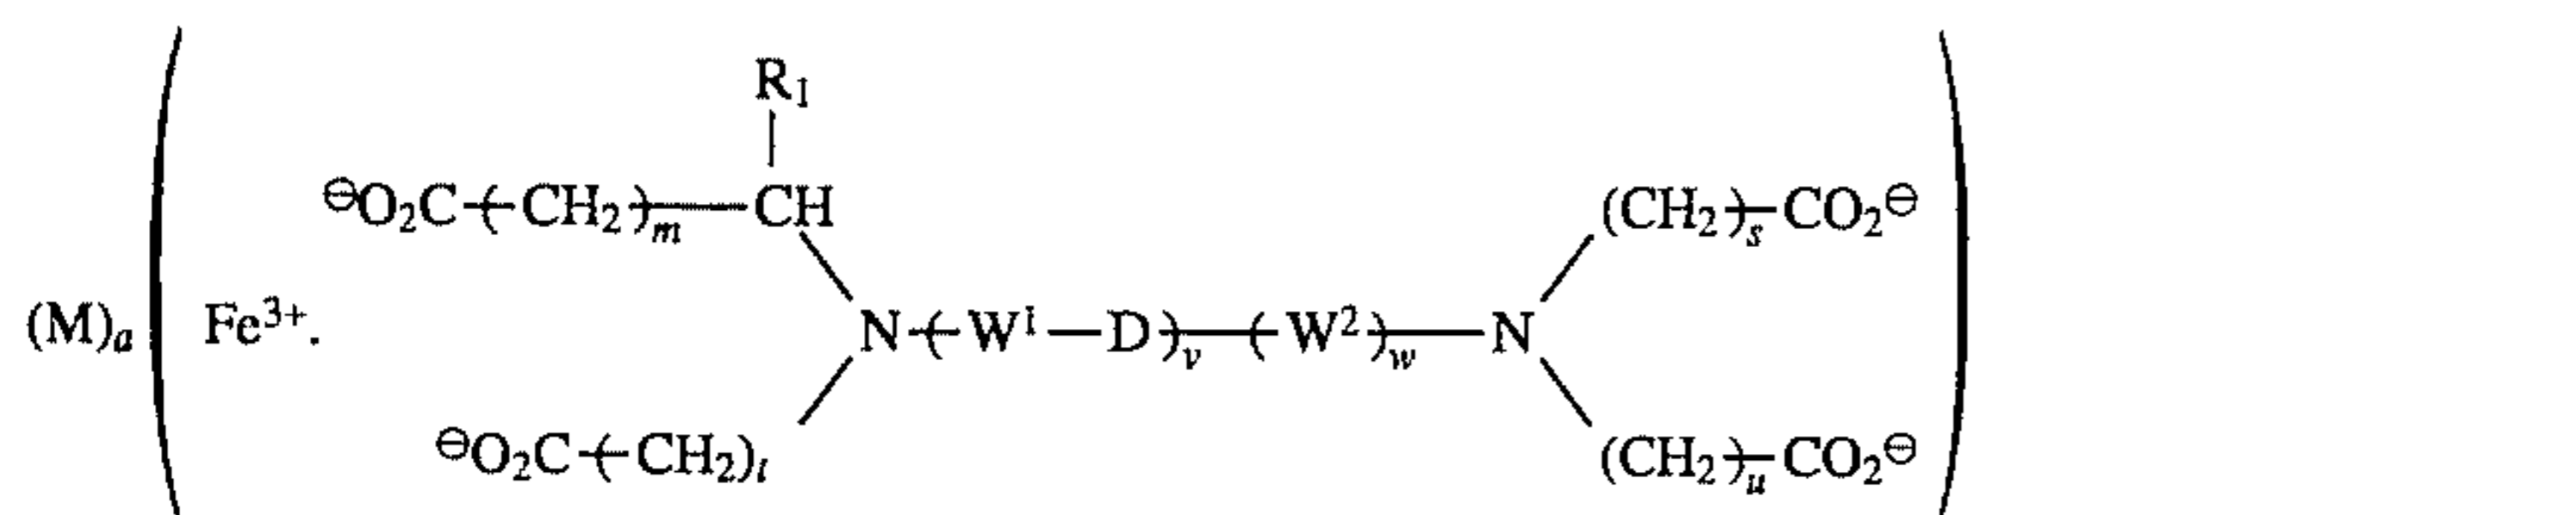 R₁
⊖O₂C-(-CH₂-)ₘ—CH (CH₂-)ₛ-CO₂⊖
(M)ₐ ( Fe³⁺. N-(-W¹—D-)ᵥ—(-W²-)w—N )
⊖O₂C-(-CH₂)ₜ (CH₂-)ᵤ-CO₂⊖